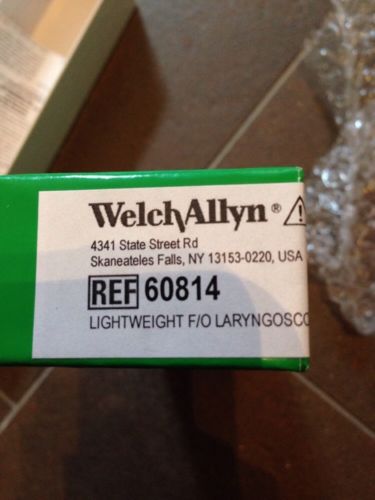 WelchAllyn®
4341 State Street Rd
Skaneateles Falls, NY 13153-0220, USA
REF 60814
LIGHTWEIGHT F/O LARYNGOSCO